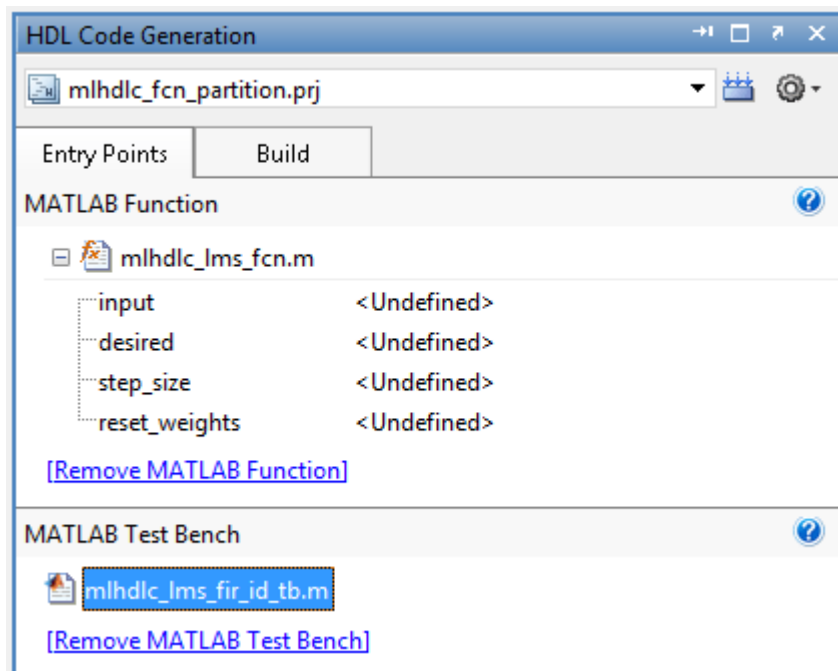 HDL Code Generation
mlhdlc_fcn_partition.prj
Entry Points Build
MATLAB Function
mlhdlc_lms_fcn.m
input <Undefined>
desired <Undefined>
step_size <Undefined>
reset_weights <Undefined>
[Remove MATLAB Function]
MATLAB Test Bench
mlhdlc_lms_fir_id_tb.m
[Remove MATLAB Test Bench]